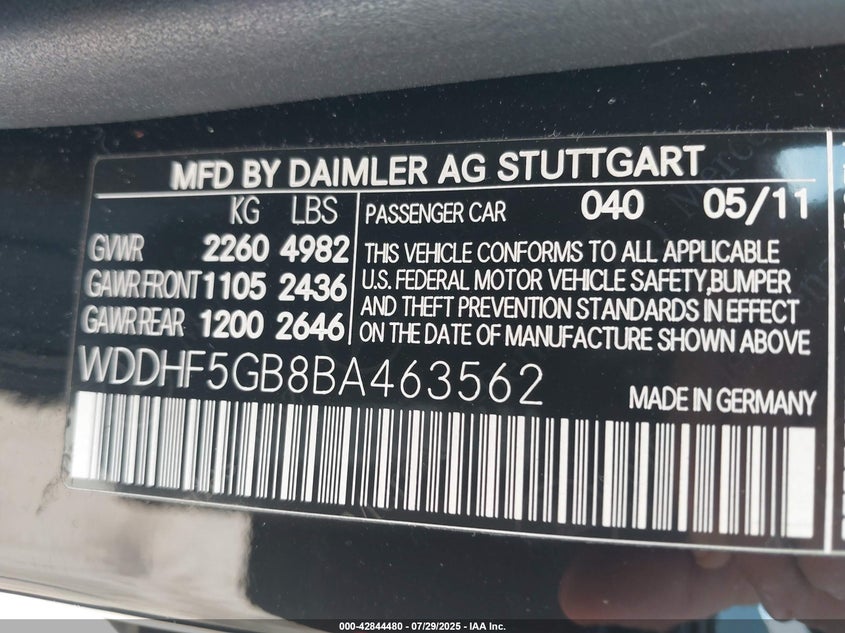 MFD BY DAIMLER AG STUTTGART
KG LBS
GVWR 2260 4982
GAWR FRONT 1105 2436
GAWR REAR 1200 2646
PASSENGER CAR 040 05/11
THIS VEHICLE CONFORMS TO ALL APPLICABLE
U.S. FEDERAL MOTOR VEHICLE SAFETY,BUMPER
AND THEFT PREVENTION STANDARDS IN EFFECT
ON THE DATE OF MANUFACTURE SHOWN ABOVE
WDDHF5GB8BA463562
MADE IN GERMANY
000-42844480 - 07/29/2025 - IAA Inc.